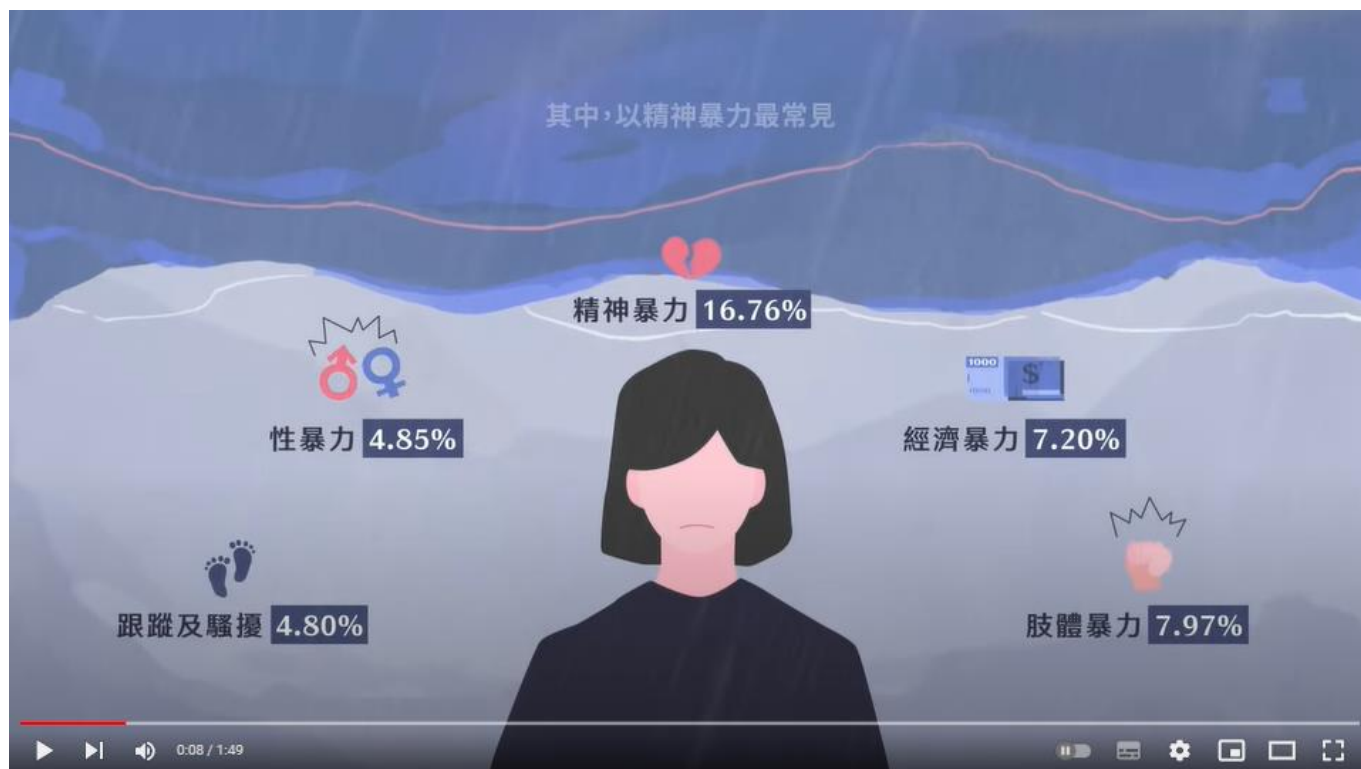 其中，以精神暴力最常見
精神暴力 16.76%
性暴力 4.85%
1000
$
經濟暴力 7.20%
跟蹤及騷擾 4.80%
肢體暴力 7.97%
0:08 / 1:49